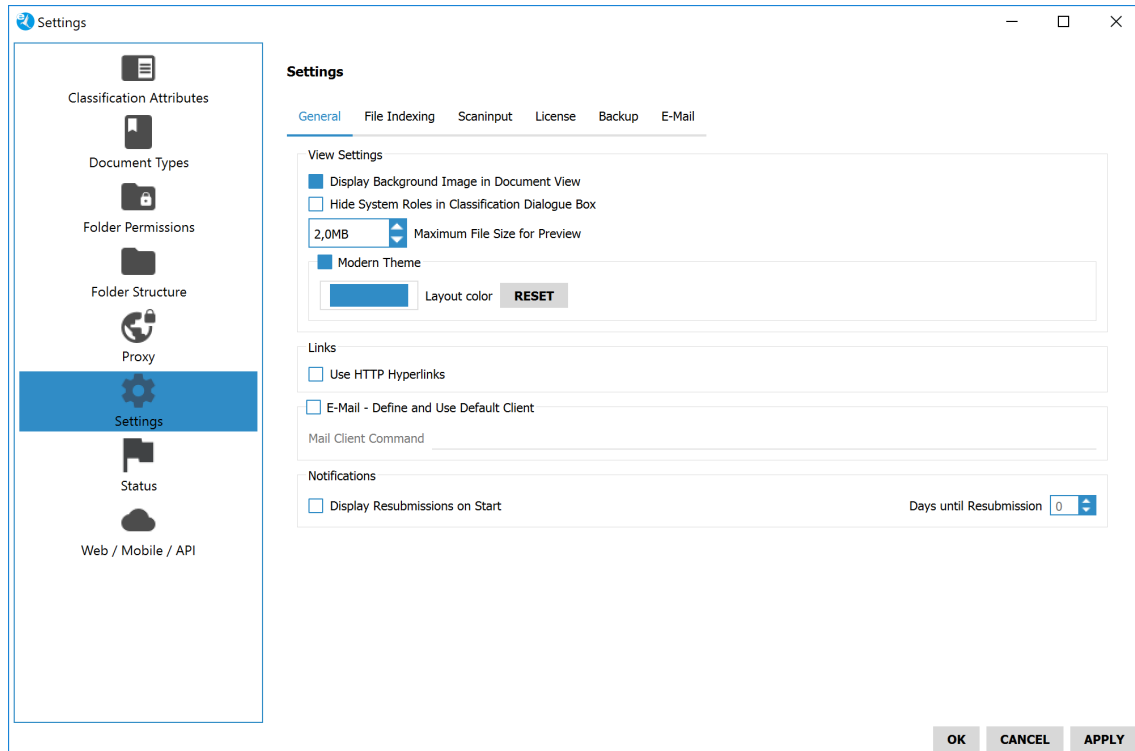 Settings
Classification Attributes
Document Types
Folder Permissions
Folder Structure
Proxy
Settings
Status
Web / Mobile / API
Settings
General File Indexing Scaninput License Backup E-Mail
View Settings
Display Background Image in Document View
Hide System Roles in Classification Dialogue Box
2,0MB Maximum File Size for Preview
Modern Theme
Layout color RESET
Links
Use HTTP Hyperlinks
E-Mail - Define and Use Default Client
Mail Client Command
Notifications
Display Resubmissions on Start Days until Resubmission 0
OK CANCEL APPLY